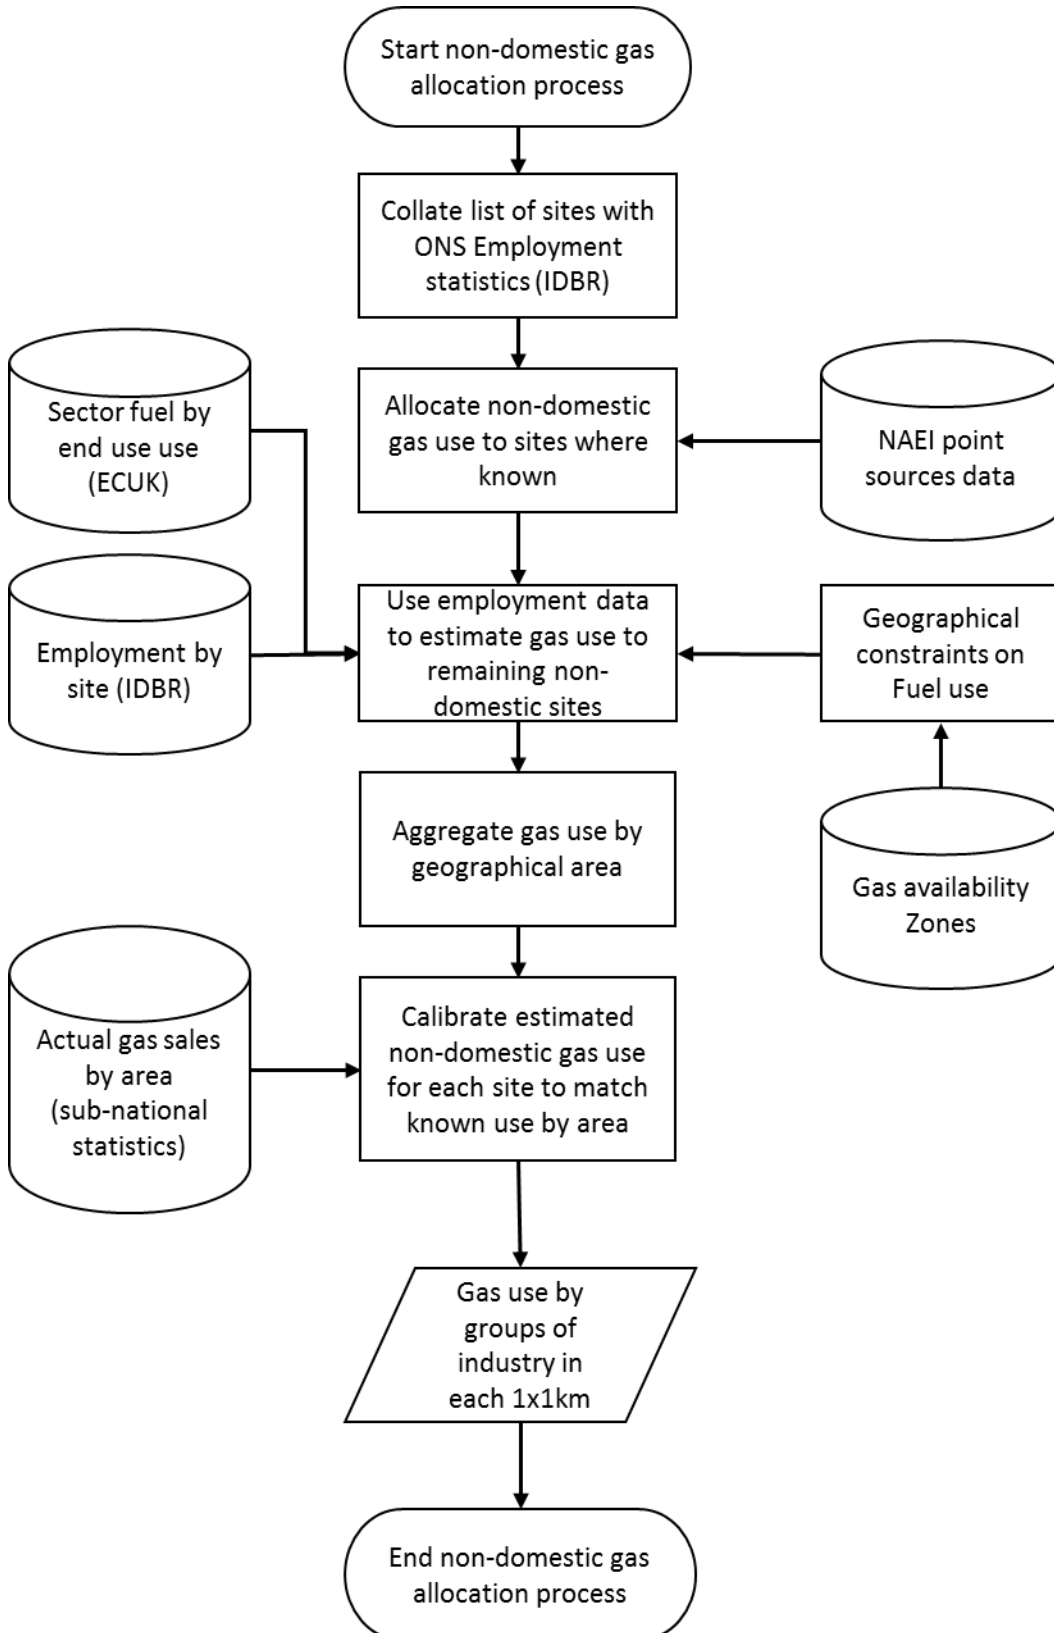 Start non-domestic gas
allocation process
Collate list of sites with
ONS Employment
statistics (IDBR)
Sector fuel by
end use use
(ECUK)
Allocate non-domestic
gas use to sites where
known
NAEI point
sources data
Employment by
site (IDBR)
Use employment data
to estimate gas use to
remaining non-
domestic sites
Geographical
constraints on
Fuel use
Aggregate gas use by
geographical area
Gas availability
Zones
Actual gas sales
by area
(sub-national
statistics)
Calibrate estimated
non-domestic gas use
for each site to match
known use by area
Gas use by
groups of
industry in
each 1x1km
End non-domestic gas
allocation process